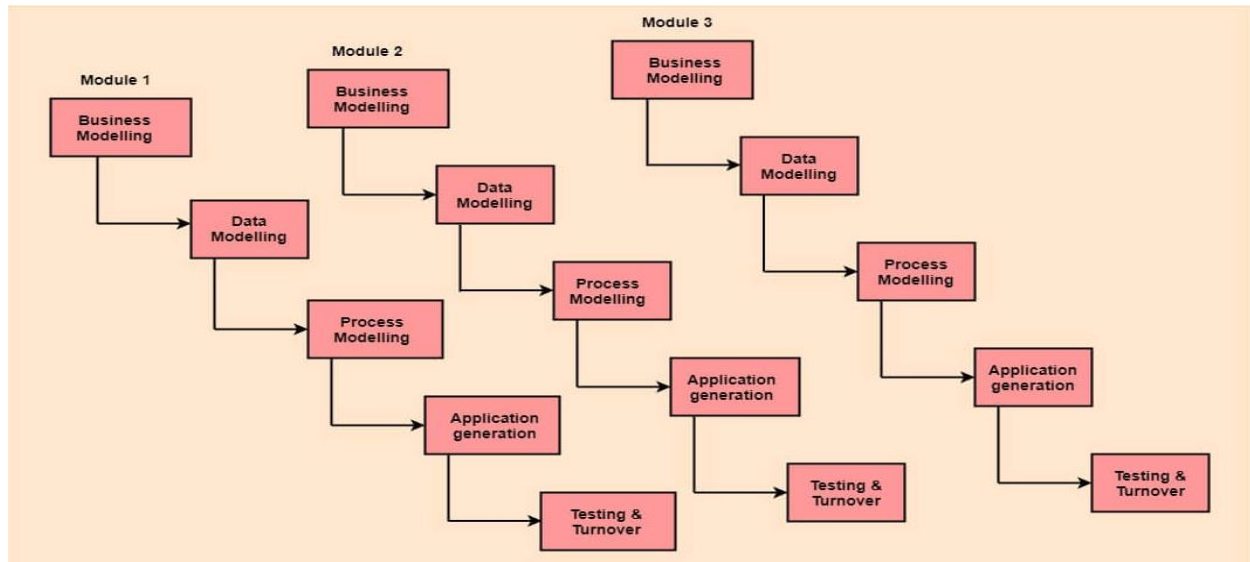 Module 1
Business
Modelling
Data
Modelling
Process
Modelling
Application
generation
Testing &
Turnover
Module 2
Business
Modelling
Data
Modelling
Process
Modelling
Application
generation
Testing &
Turnover
Module 3
Business
Modelling
Data
Modelling
Process
Modelling
Application
generation
Testing &
Turnover